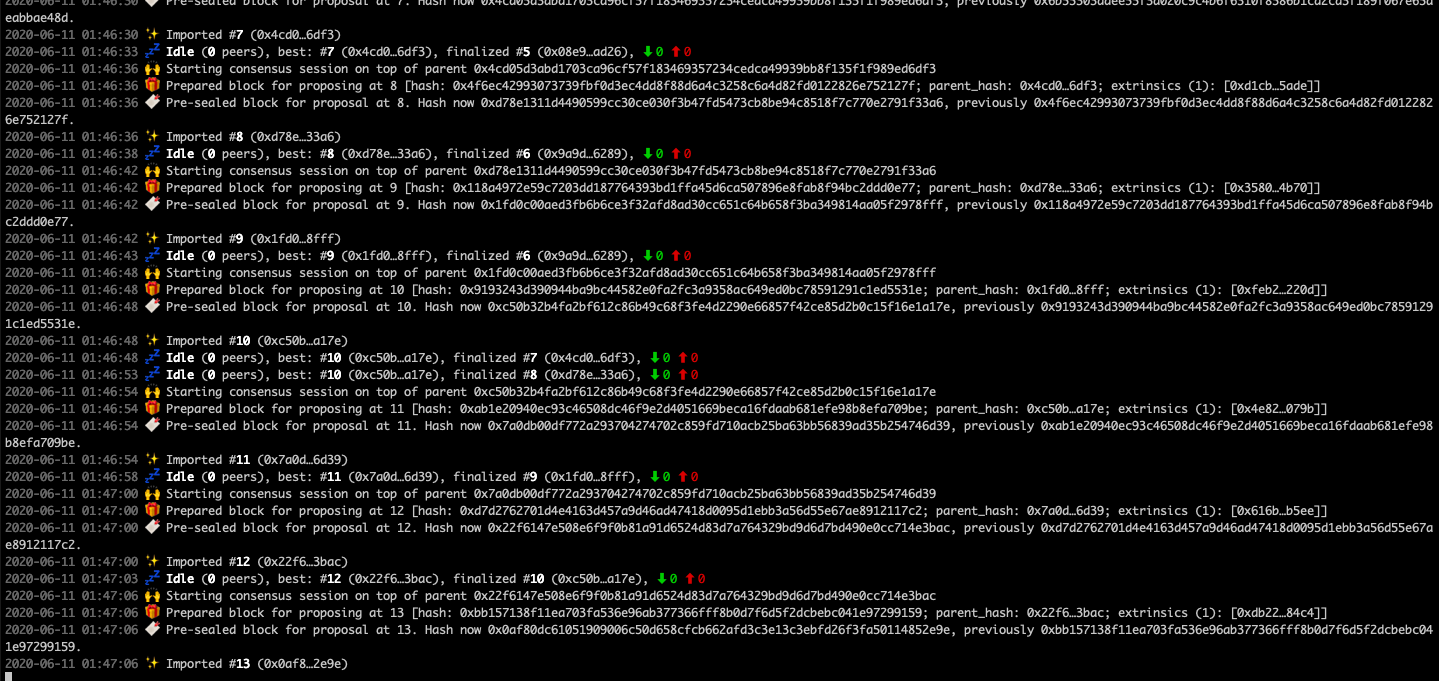 2020-06-11 01:46:30 🏷 Pre-sealed block for proposal at 7. Hash now 0x4cd05d3abd1703ca96cf57f183469357234cedca49939bb8f135f1f989ed6df3, previously
eabbae48d.
2020-06-11 01:46:30 ✨ Imported #7 (0x4cd0…6df3)
2020-06-11 01:46:33 💤 Idle (0 peers), best: #7 (0x4cd0…6df3), finalized #5 (0x08e9…ad26), ⬇ 0 ⬆ 0
2020-06-11 01:46:36 🙌 Starting consensus session on top of parent 0x4cd05d3abd1703ca96cf57f183469357234cedca49939bb8f135f1f989ed6df3
2020-06-11 01:46:36 🎁 Prepared block for proposing at 8 [hash: 0x4f6ec42993073739fbf0d3ec4dd8f88d6a4c3258c6a4d82fd0122826e752127f; parent_hash: 0x4cd0…6df3; extrinsics (1): [0xd1cb…5ade]]
2020-06-11 01:46:36 🏷 Pre-sealed block for proposal at 8. Hash now 0xd78e1311d4490599cc30ce030f3b47fd5473cb8be94c8518f7c770e2791f33a6, previously 0x4f6ec42993073739fbf0d3ec4dd8f88d6a4c3258c6a4d82fd012282
6e752127f.
2020-06-11 01:46:36 ✨ Imported #8 (0xd78e…33a6)
2020-06-11 01:46:38 💤 Idle (0 peers), best: #8 (0xd78e…33a6), finalized #6 (0x9a9d…6289), ⬇ 0 ⬆ 0
2020-06-11 01:46:42 🙌 Starting consensus session on top of parent 0xd78e1311d4490599cc30ce030f3b47fd5473cb8be94c8518f7c770e2791f33a6
2020-06-11 01:46:42 🎁 Prepared block for proposing at 9 [hash: 0x118a4972e59c7203dd187764393bd1ffa45d6ca507896e8fab8f94bc2ddd0e77; parent_hash: 0xd78e…33a6; extrinsics (1): [0x3580…4b70]]
2020-06-11 01:46:42 🏷 Pre-sealed block for proposal at 9. Hash now 0x1fd0c00aed3fb6b6ce3f32afd8ad30cc651c64b658f3ba349814aa05f2978fff, previously 0x118a4972e59c7203dd187764393bd1ffa45d6ca507896e8fab8f94b
c2ddd0e77.
2020-06-11 01:46:42 ✨ Imported #9 (0x1fd0…8fff)
2020-06-11 01:46:43 💤 Idle (0 peers), best: #9 (0x1fd0…8fff), finalized #6 (0x9a9d…6289), ⬇ 0 ⬆ 0
2020-06-11 01:46:48 🙌 Starting consensus session on top of parent 0x1fd0c00aed3fb6b6ce3f32afd8ad30cc651c64b658f3ba349814aa05f2978fff
2020-06-11 01:46:48 🎁 Prepared block for proposing at 10 [hash: 0x9193243d390944ba9bc44582e0fa2fc3a9358ac649ed0bc78591291c1ed5531e; parent_hash: 0x1fd0…8fff; extrinsics (1): [0xfeb2…220d]]
2020-06-11 01:46:48 🏷 Pre-sealed block for proposal at 10. Hash now 0xc50b32b4fa2bf612c86b49c68f3fe4d2290e66857f42ce85d2b0c15f16e1a17e, previously 0x9193243d390944ba9bc44582e0fa2fc3a9358ac649ed0bc7859129
1c1ed5531e.
2020-06-11 01:46:48 ✨ Imported #10 (0xc50b…a17e)
2020-06-11 01:46:48 💤 Idle (0 peers), best: #10 (0xc50b…a17e), finalized #7 (0x4cd0…6df3), ⬇ 0 ⬆ 0
2020-06-11 01:46:53 💤 Idle (0 peers), best: #10 (0xc50b…a17e), finalized #8 (0xd78e…33a6), ⬇ 0 ⬆ 0
2020-06-11 01:46:54 🙌 Starting consensus session on top of parent 0xc50b32b4fa2bf612c86b49c68f3fe4d2290e66857f42ce85d2b0c15f16e1a17e
2020-06-11 01:46:54 🎁 Prepared block for proposing at 11 [hash: 0xab1e20940ec93c46508dc46f9e2d4051669beca16fdaab681efe98b8efa709be; parent_hash: 0xc50b…a17e; extrinsics (1): [0x4e82…079b]]
2020-06-11 01:46:54 🏷 Pre-sealed block for proposal at 11. Hash now 0x7a0db00df772a293704274702c859fd710acb25ba63bb56839ad35b254746d39, previously 0xab1e20940ec93c46508dc46f9e2d4051669beca16fdaab681efe98
b8efa709be.
2020-06-11 01:46:54 ✨ Imported #11 (0x7a0d…6d39)
2020-06-11 01:46:58 💤 Idle (0 peers), best: #11 (0x7a0d…6d39), finalized #9 (0x1fd0…8fff), ⬇ 0 ⬆ 0
2020-06-11 01:47:00 🙌 Starting consensus session on top of parent 0x7a0db00df772a293704274702c859fd710acb25ba63bb56839ad35b254746d39
2020-06-11 01:47:00 🎁 Prepared block for proposing at 12 [hash: 0xd7d2762701d4e4163d457a9d46ad47418d0095d1ebb3a56d55e67ae8912117c2; parent_hash: 0x7a0d…6d39; extrinsics (1): [0x616b…b5ee]]
2020-06-11 01:47:00 🏷 Pre-sealed block for proposal at 12. Hash now 0x22f6147e508e6f9f0b81a91d6524d83d7a764329bd9d6d7bd490e0cc714e3bac, previously 0xd7d2762701d4e4163d457a9d46ad47418d0095d1ebb3a56d55e67a
e8912117c2.
2020-06-11 01:47:00 ✨ Imported #12 (0x22f6…3bac)
2020-06-11 01:47:03 💤 Idle (0 peers), best: #12 (0x22f6…3bac), finalized #10 (0xc50b…a17e), ⬇ 0 ⬆ 0
2020-06-11 01:47:06 🙌 Starting consensus session on top of parent 0x22f6147e508e6f9f0b81a91d6524d83d7a764329bd9d6d7bd490e0cc714e3bac
2020-06-11 01:47:06 🎁 Prepared block for proposing at 13 [hash: 0xbb157138f11ea703fa536e96ab377366fff8b0d7f6d5f2dcbebc041e97299159; parent_hash: 0x22f6…3bac; extrinsics (1): [0xdb22…84c4]]
2020-06-11 01:47:06 🏷 Pre-sealed block for proposal at 13. Hash now 0x0af80dc61051909006c50d658cfcb662afd3c3e13c3ebfd26f3fa50114852e9e, previously 0xbb157138f11ea703fa536e96ab377366fff8b0d7f6d5f2dcbebc04
1e97299159.
2020-06-11 01:47:06 ✨ Imported #13 (0x0af8…2e9e)